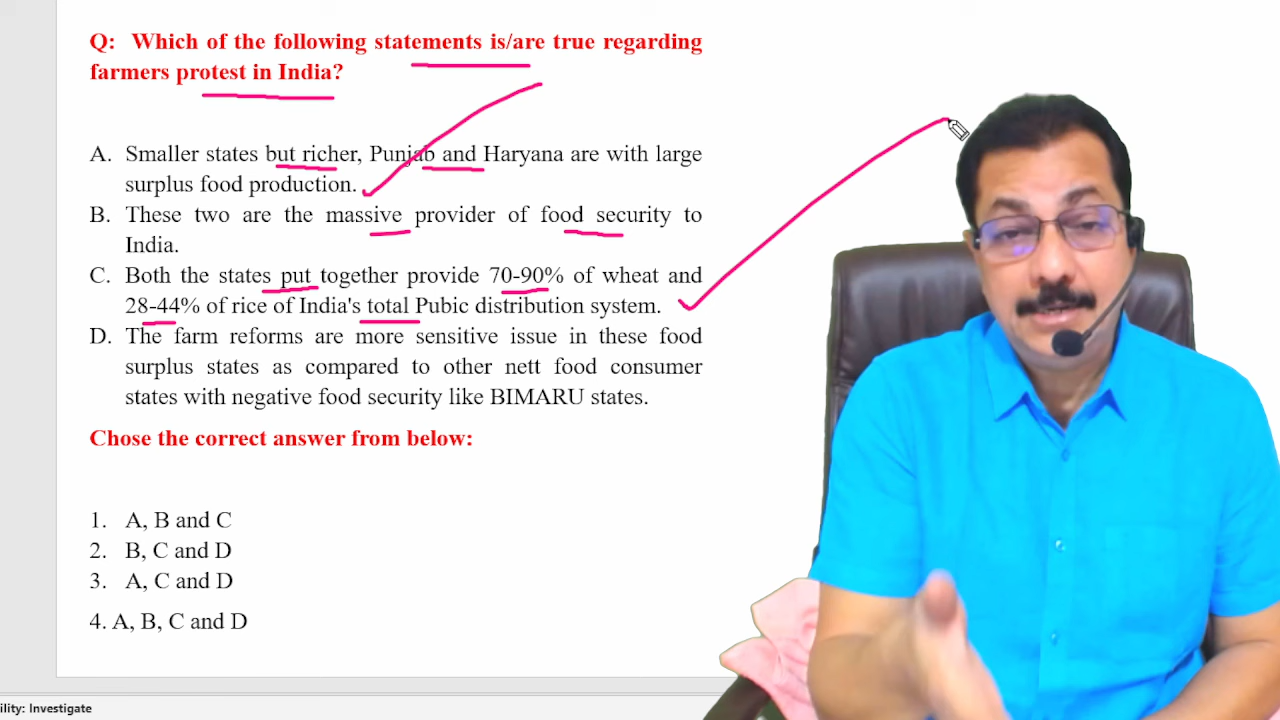 Q: Which of the following statements is/are true regarding
farmers protest in India?
A. Smaller states but richer, Punjab and Haryana are with large
surplus food production.
B. These two are the massive provider of food security to
India.
C. Both the states put together provide 70-90% of wheat and
28-44% of rice of India's total Pubic distribution system.
D. The farm reforms are more sensitive issue in these food
surplus states as compared to other nett food consumer
states with negative food security like BIMARU states.
Chose the correct answer from below:
1. A, B and C
2. B, C and D
3. A, C and D
4. A, B, C and D
ility: Investigate